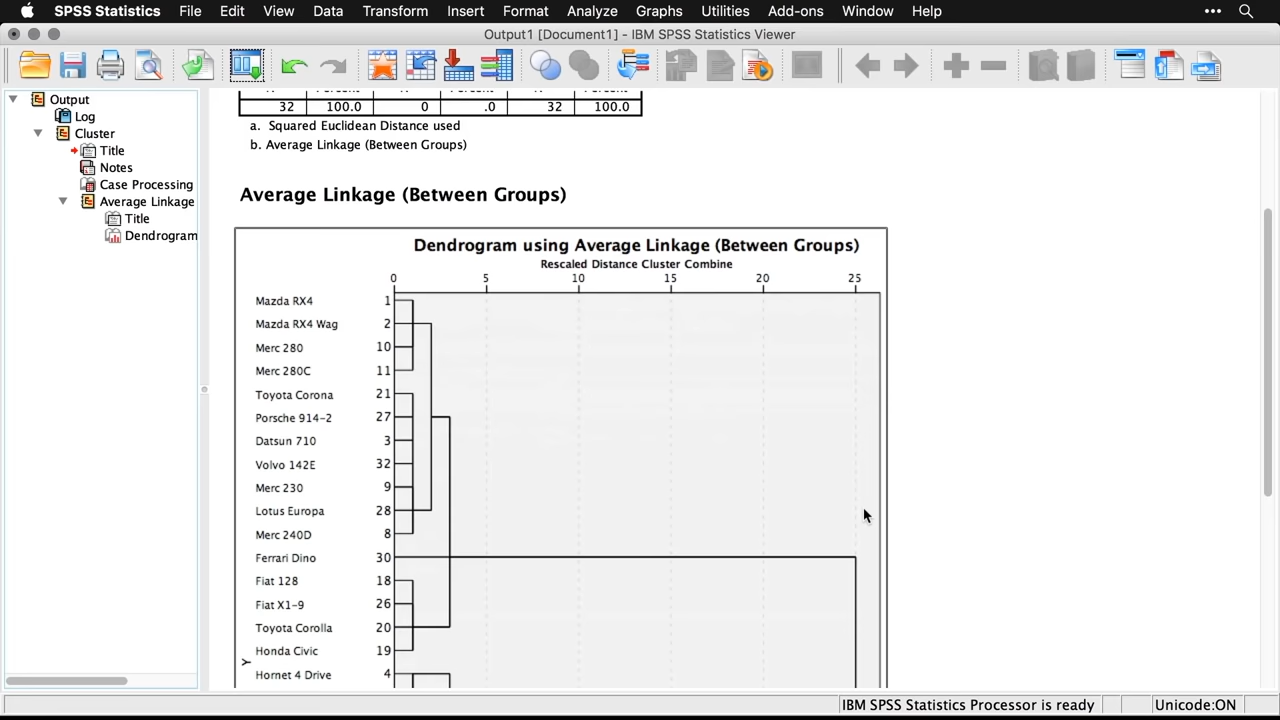 SPSS Statistics File Edit View Data Transform Insert Format Analyze Graphs Utilities Add-ons Window Help
Output1 [Document1] - IBM SPSS Statistics Viewer
Output
Log
Cluster
Title
Notes
Case Processing
Average Linkage
Title
Dendrogram
32 100.0 0 .0 32 100.0
a. Squared Euclidean Distance used
b. Average Linkage (Between Groups)
Average Linkage (Between Groups)
Dendrogram using Average Linkage (Between Groups)
Rescaled Distance Cluster Combine
0 5 10 15 20 25
Mazda RX4 1
Mazda RX4 Wag 2
Merc 280 10
Merc 280C 11
Toyota Corona 21
Porsche 914-2 27
Datsun 710 3
Volvo 142E 32
Merc 230 9
Lotus Europa 28
Merc 240D 8
Ferrari Dino 30
Fiat 128 18
Fiat X1-9 26
Toyota Corolla 20
Honda Civic 19
Y
Hornet 4 Drive 4
IBM SPSS Statistics Processor is ready Unicode:ON